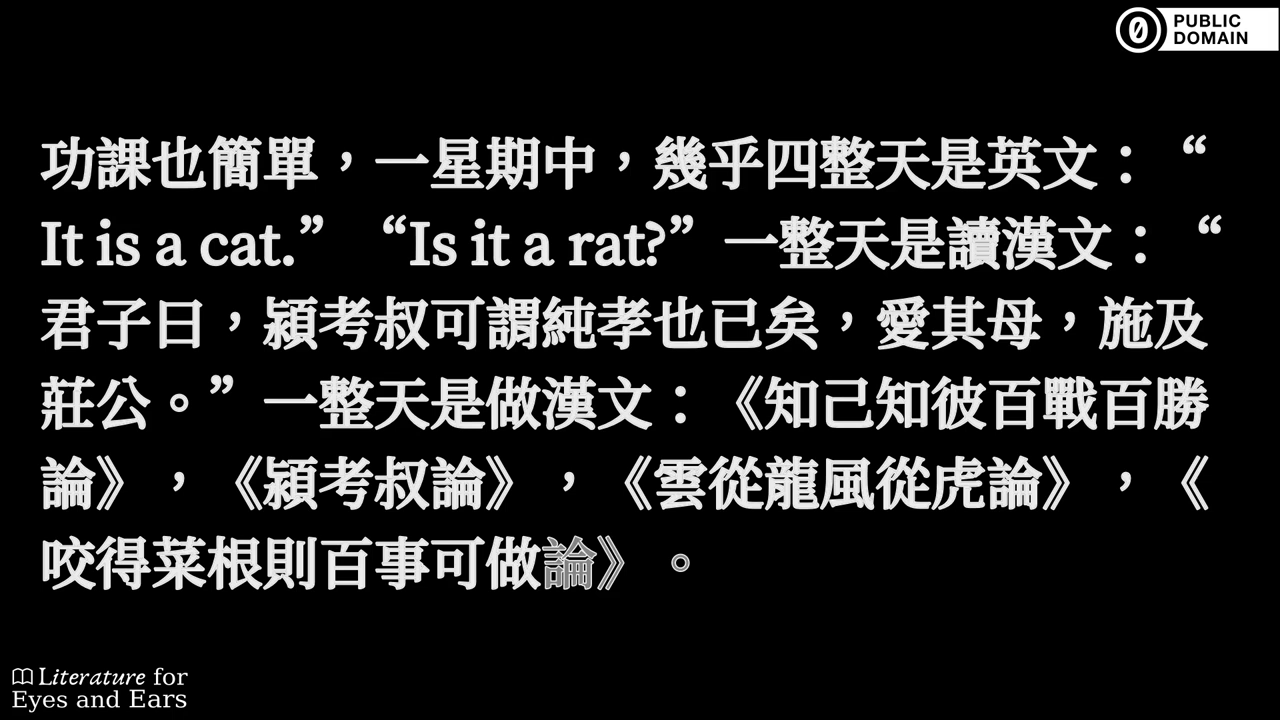 PUBLIC
DOMAIN
功課也簡單，一星期中，幾乎四整天是英文：“
It is a cat.” “Is it a rat?”一整天是讀漢文：“
君子曰，潁考叔可謂純孝也已矣，愛其母，施及
莊公。”一整天是做漢文：《知己知彼百戰百勝
論》，《潁考叔論》，《雲從龍風從虎論》，《
咬得菜根則百事可做論》。
Literature for
Eyes and Ears